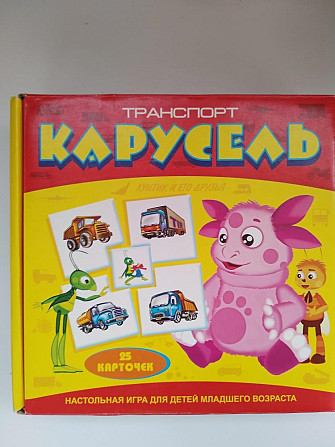 ТРАНСПОРТ
КАРУСЕЛЬ
ЛУНТИК И ЕГО ДРУЗЬЯ
25
КАРТОЧЕК
НАСТОЛЬНАЯ ИГРА ДЛЯ ДЕТЕЙ МЛАДШЕГО ВОЗРАСТА